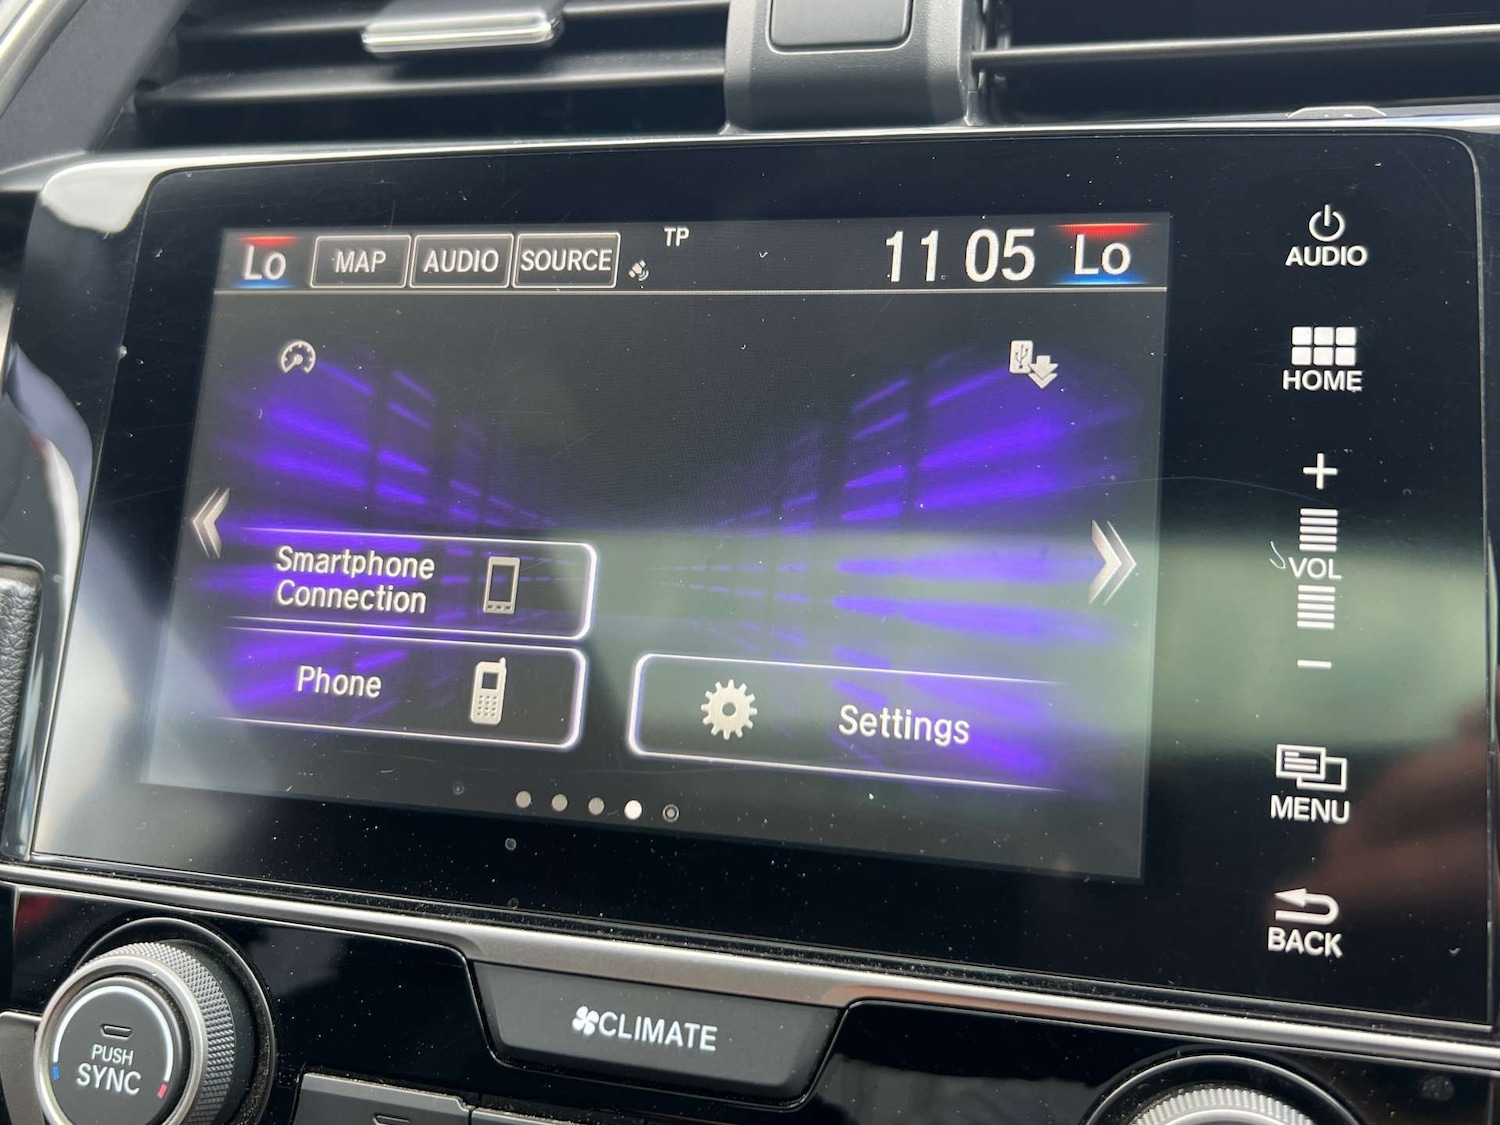 Lo MAP AUDIO SOURCE TP 11 05 Lo
AUDIO
HOME
+
VOL
−
Smartphone
Connection
Phone
Settings
MENU
BACK
CLIMATE
PUSH
SYNC